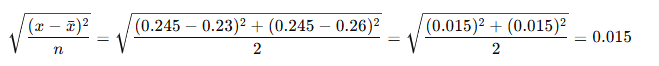 √((x − x̄)²/n) = √(((0.245 − 0.23)² + (0.245 − 0.26)²)/2) = √(((0.015)² + (0.015)²)/2) = 0.015